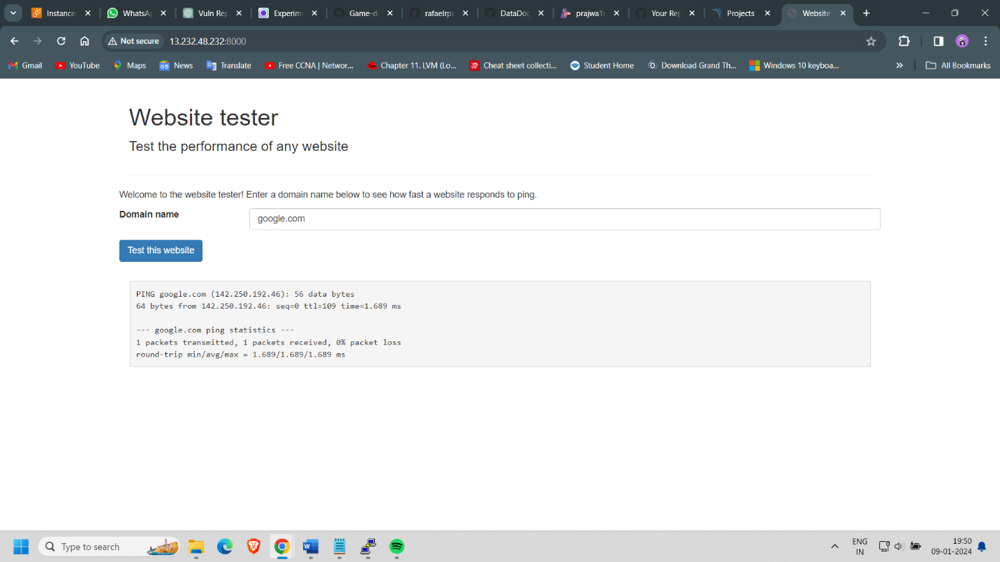 Instance
WhatsAp
Vuln Rep
Experim
Game-da
rafaelrpi
DataDog
prajwa1r
Your Rep
Projects
Website
Not secure
13.232.48.232:8000
Gmail
YouTube
Maps
News
Translate
Free CCNA | Networ...
Chapter 11. LVM (Lo...
Cheat sheet collecti...
Student Home
Download Grand Th...
Windows 10 keyboa...
All Bookmarks
Website tester
Test the performance of any website
Welcome to the website tester! Enter a domain name below to see how fast a website responds to ping.
Domain name
google.com
Test this website
PING google.com (142.250.192.46): 56 data bytes
64 bytes from 142.250.192.46: seq=0 ttl=109 time=1.689 ms
--- google.com ping statistics ---
1 packets transmitted, 1 packets received, 0% packet loss
round-trip min/avg/max = 1.689/1.689/1.689 ms
Type to search
ENG
IN
19:50
09-01-2024